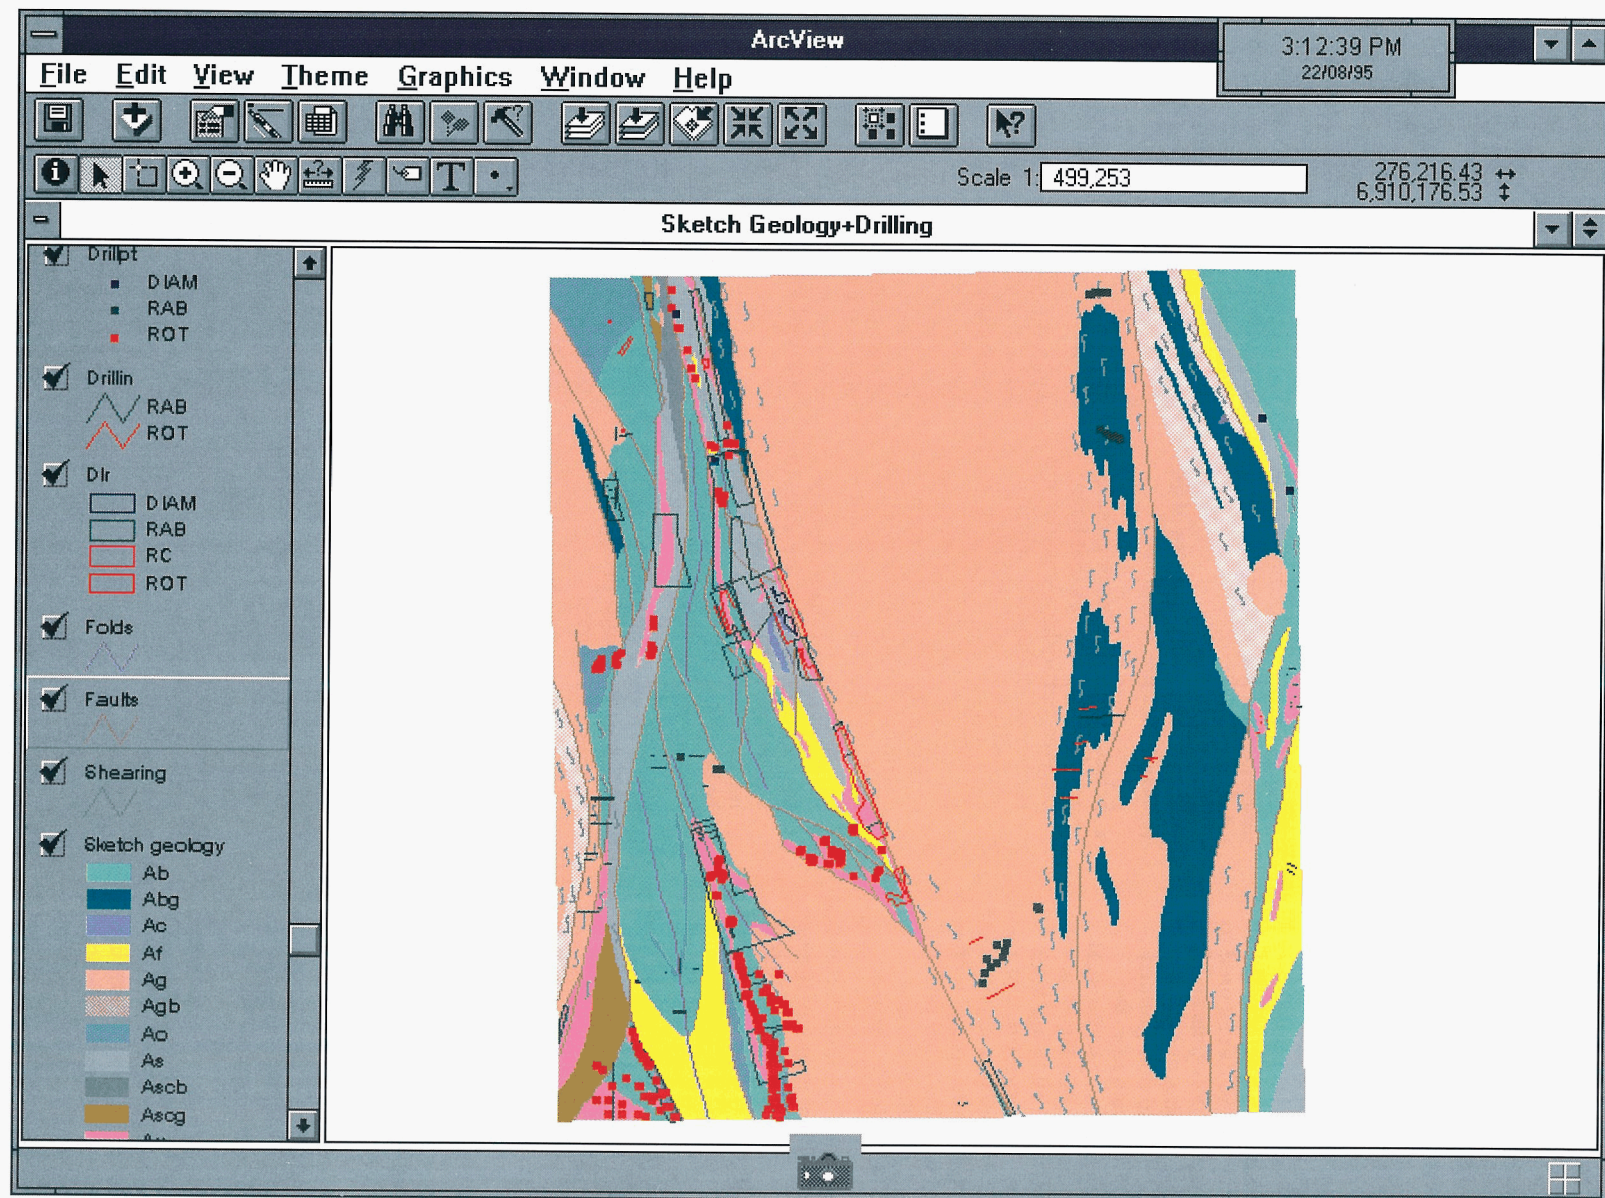 ArcView
3:12:39 PM
22/08/95
File Edit View Theme Graphics Window Help
Scale 1: 499,253
276,216.43
6,910,176.53
Sketch Geology+Drilling
Drillpt
DIAM
RAB
ROT
Drillin
RAB
ROT
Dlr
DIAM
RAB
RC
ROT
Folds
Faults
Shearing
Sketch geology
Ab
Abg
Ac
Af
Ag
Agb
Ao
As
Ascb
Ascg